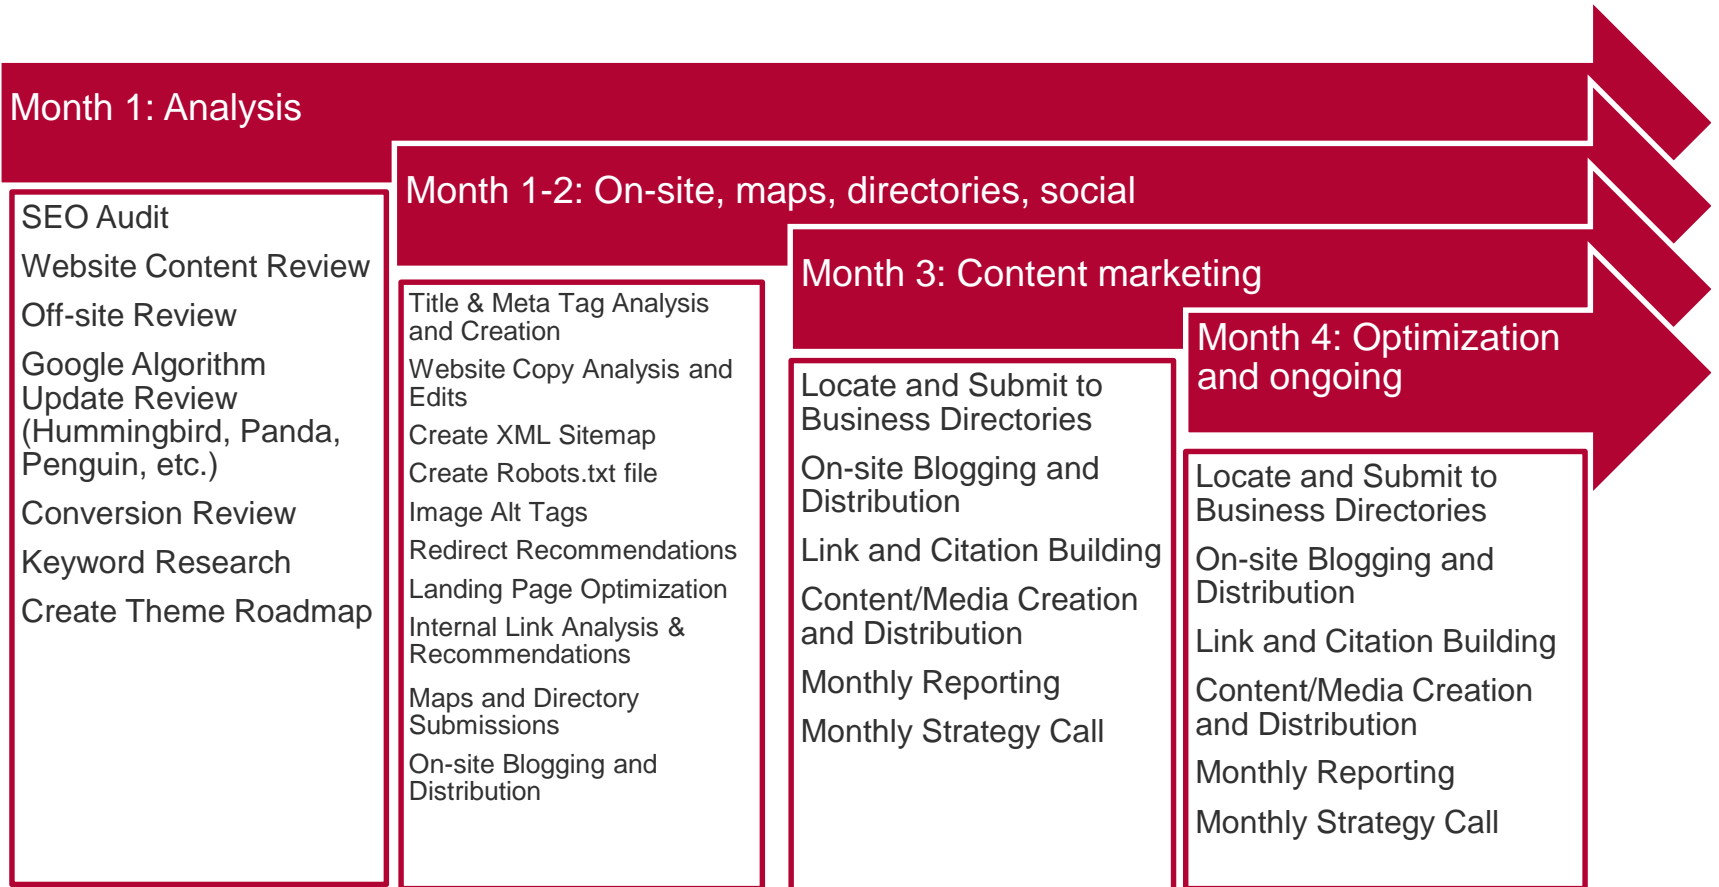 Month 1: Analysis
SEO Audit
Website Content Review
Off-site Review
Google Algorithm
Update Review
(Hummingbird, Panda,
Penguin, etc.)
Conversion Review
Keyword Research
Create Theme Roadmap
Month 1-2: On-site, maps, directories, social
Title & Meta Tag Analysis
and Creation
Website Copy Analysis and
Edits
Create XML Sitemap
Create Robots.txt file
Image Alt Tags
Redirect Recommendations
Landing Page Optimization
Internal Link Analysis &
Recommendations
Maps and Directory
Submissions
On-site Blogging and
Distribution
Month 3: Content marketing
Locate and Submit to
Business Directories
On-site Blogging and
Distribution
Link and Citation Building
Content/Media Creation
and Distribution
Monthly Reporting
Monthly Strategy Call
Month 4: Optimization
and ongoing
Locate and Submit to
Business Directories
On-site Blogging and
Distribution
Link and Citation Building
Content/Media Creation
and Distribution
Monthly Reporting
Monthly Strategy Call